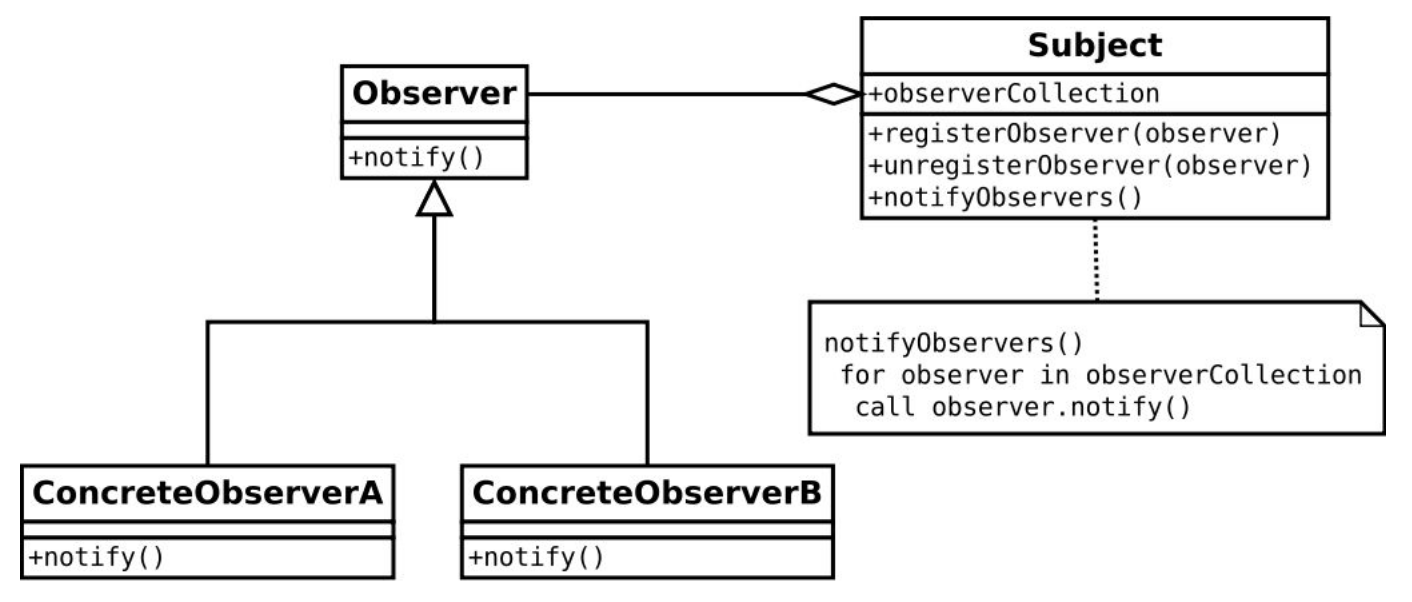 Observer
+notify()
Subject
+observerCollection
+registerObserver(observer)
+unregisterObserver(observer)
+notifyObservers()
notifyObservers()
for observer in observerCollection
call observer.notify()
ConcreteObserverA
+notify()
ConcreteObserverB
+notify()